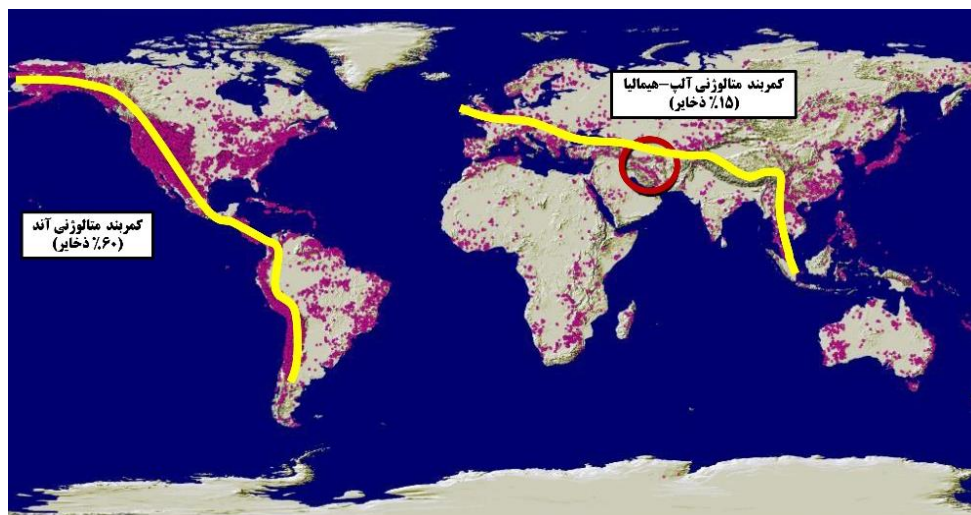 کمربند متالوژنی آلپ-هیمالیا
(۱۵٪ ذخایر)
کمربند متالوژنی آند
(۶۰٪ ذخایر)